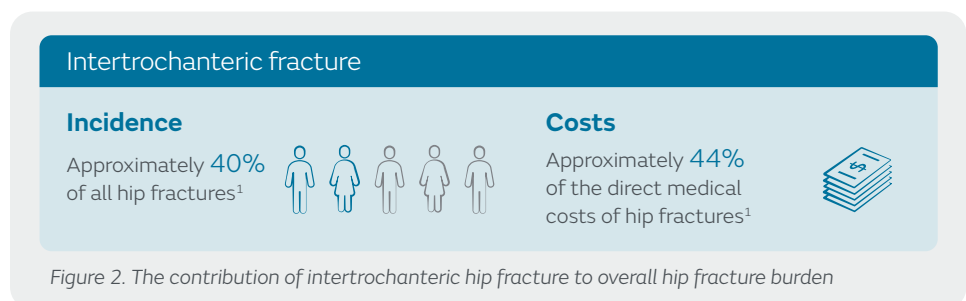 Intertrochanteric fracture
Incidence
Approximately 40%
of all hip fractures¹
Costs
Approximately 44%
of the direct medical
costs of hip fractures¹
$
Figure 2. The contribution of intertrochanteric hip fracture to overall hip fracture burden